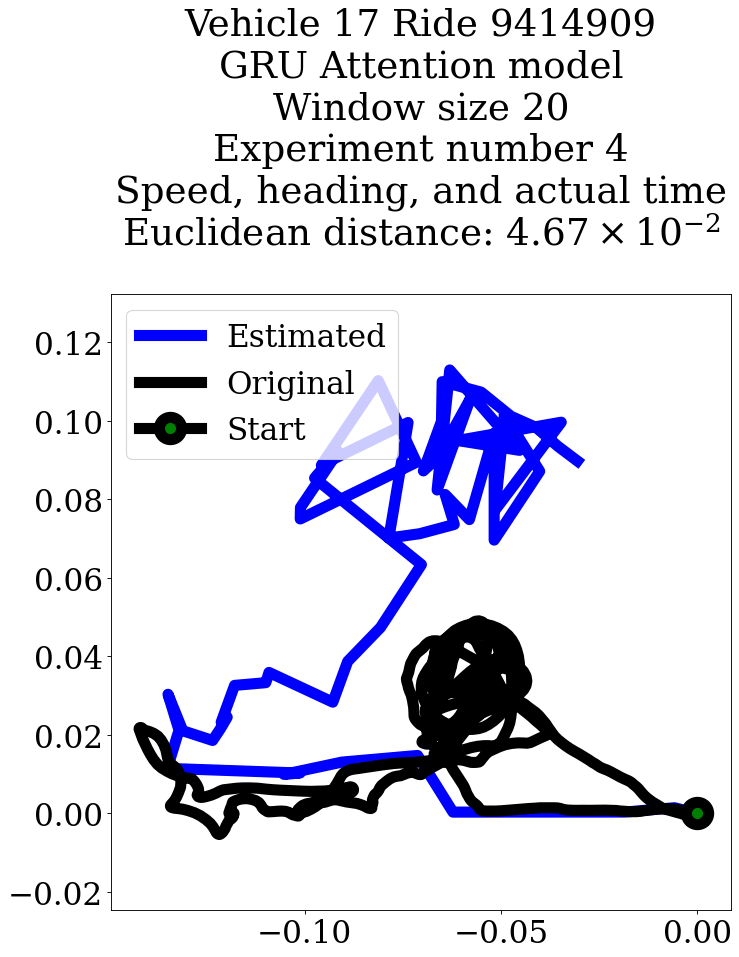 Vehicle 17 Ride 9414909
GRU Attention model
Window size 20
Experiment number 4
Speed, heading, and actual time
Euclidean distance: 4.67 × 10⁻²
Estimated
Original
Start
0.12
0.10
0.08
0.06
0.04
0.02
0.00
−0.02
−0.10
−0.05
0.00